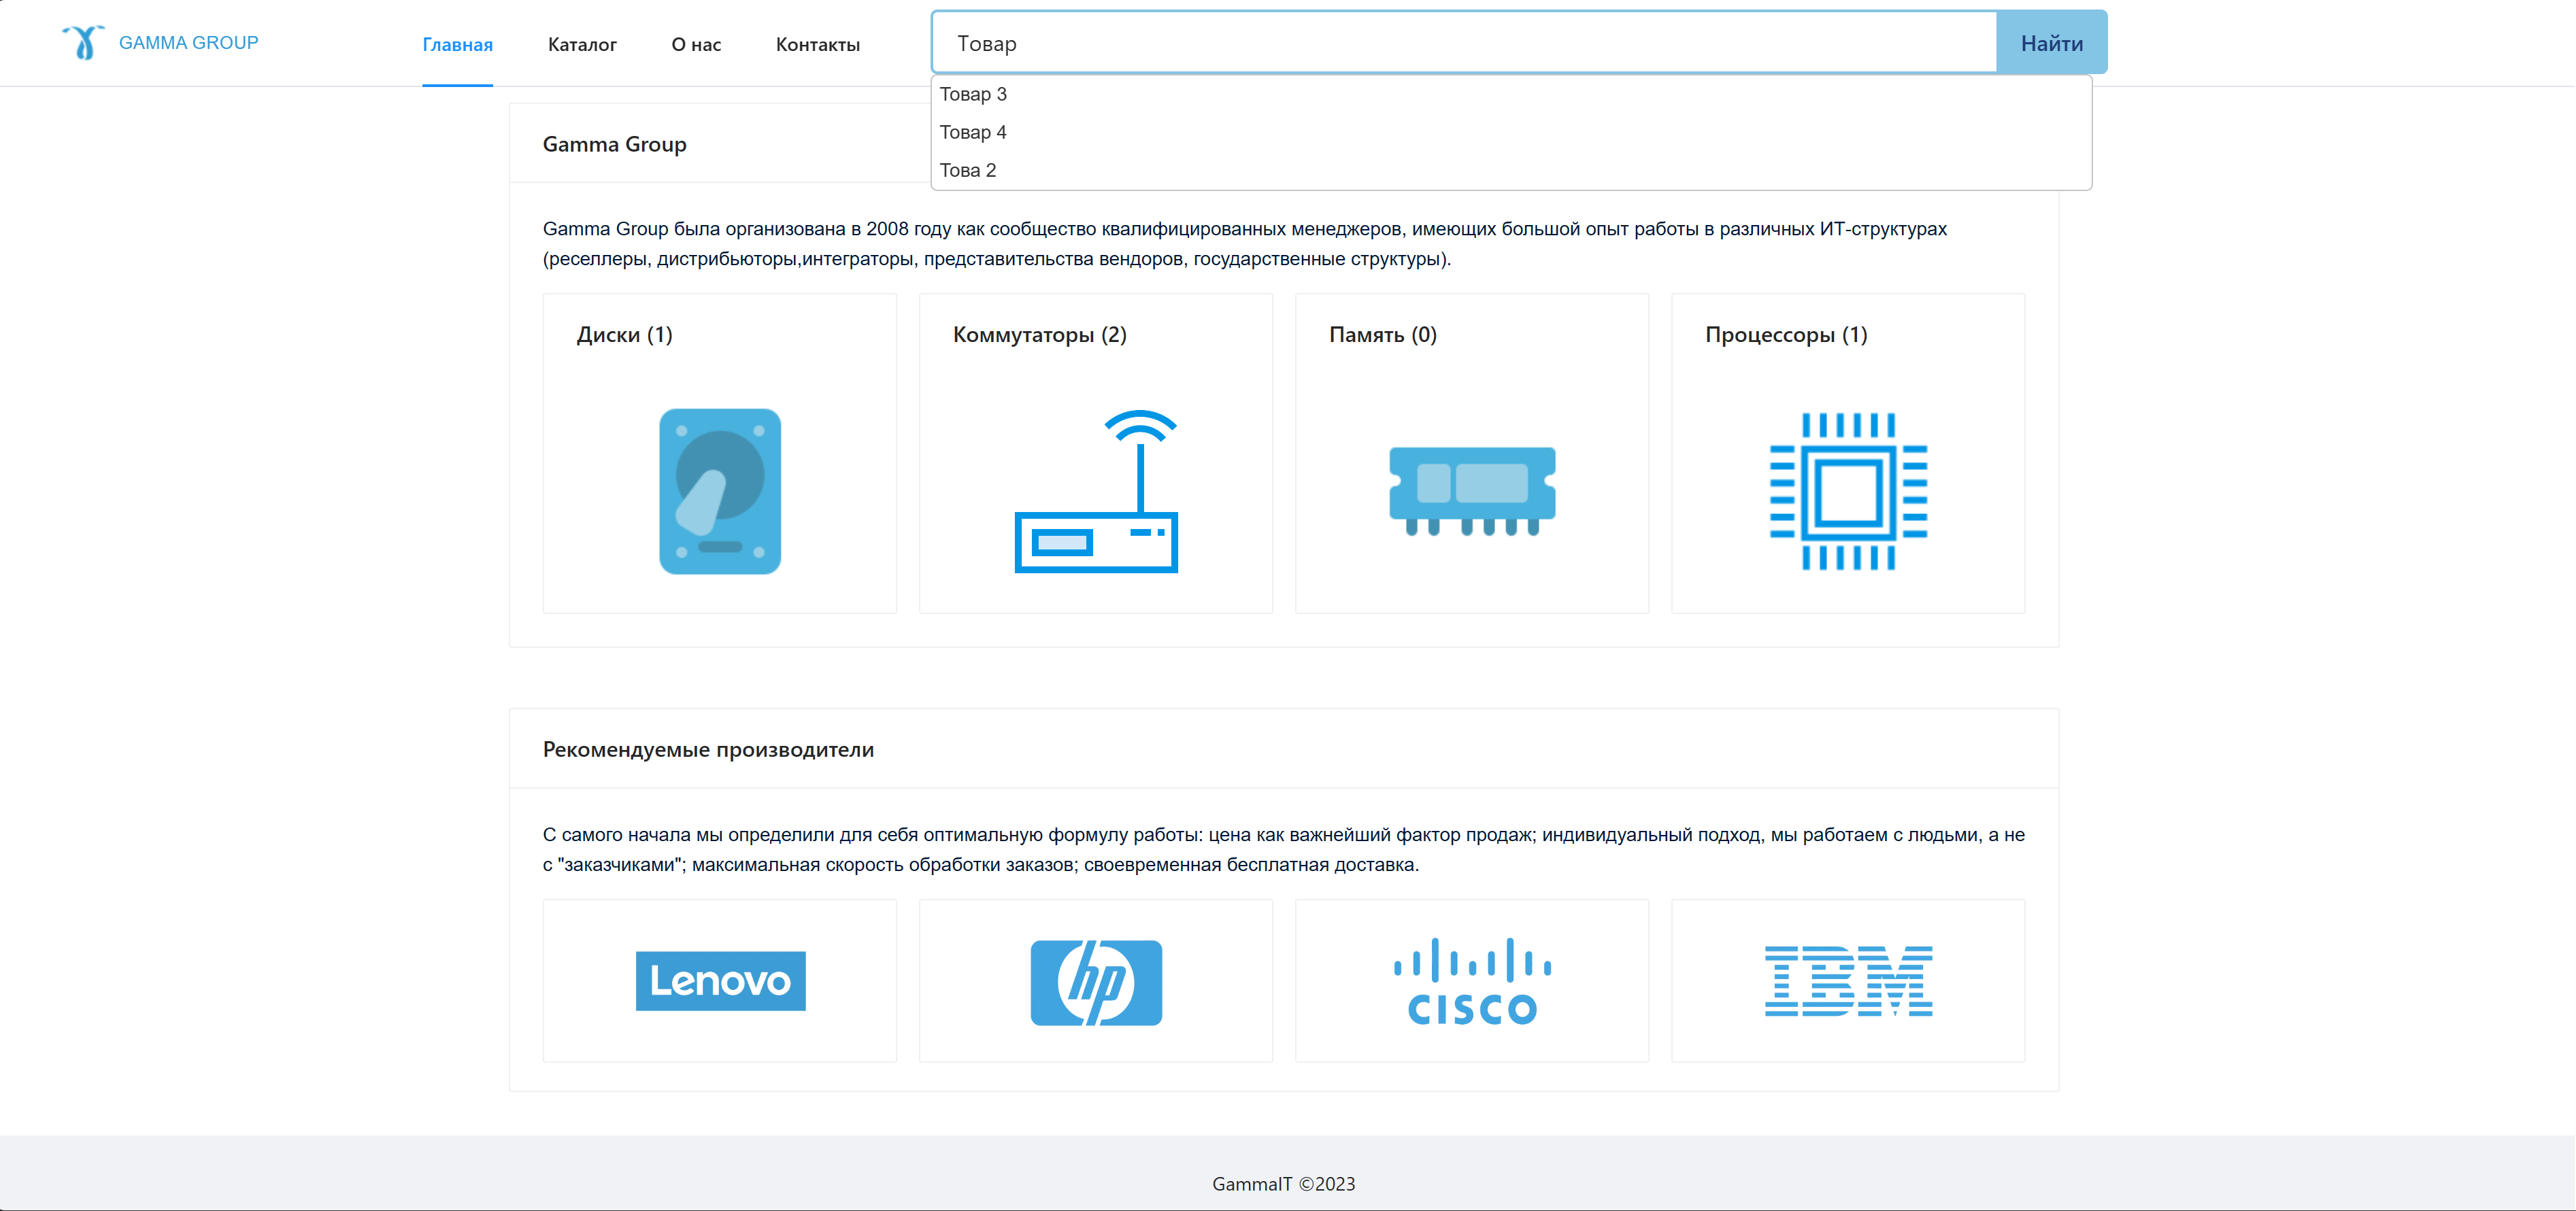 GAMMA GROUP
Главная
Каталог
О нас
Контакты
Товар
Найти
Товар 3
Товар 4
Това 2
Gamma Group
Gamma Group была организована в 2008 году как сообщество квалифицированных менеджеров, имеющих большой опыт работы в различных ИТ-структурах
(реселлеры, дистрибьюторы,интеграторы, представительства вендоров, государственные структуры).
Диски (1)
Коммутаторы (2)
Память (0)
Процессоры (1)
Рекомендуемые производители
С самого начала мы определили для себя оптимальную формулу работы: цена как важнейший фактор продаж; индивидуальный подход, мы работаем с людьми, а не
с "заказчиками"; максимальная скорость обработки заказов; своевременная бесплатная доставка.
Lenovo
hp
CISCO
IBM
GammaIT ©2023